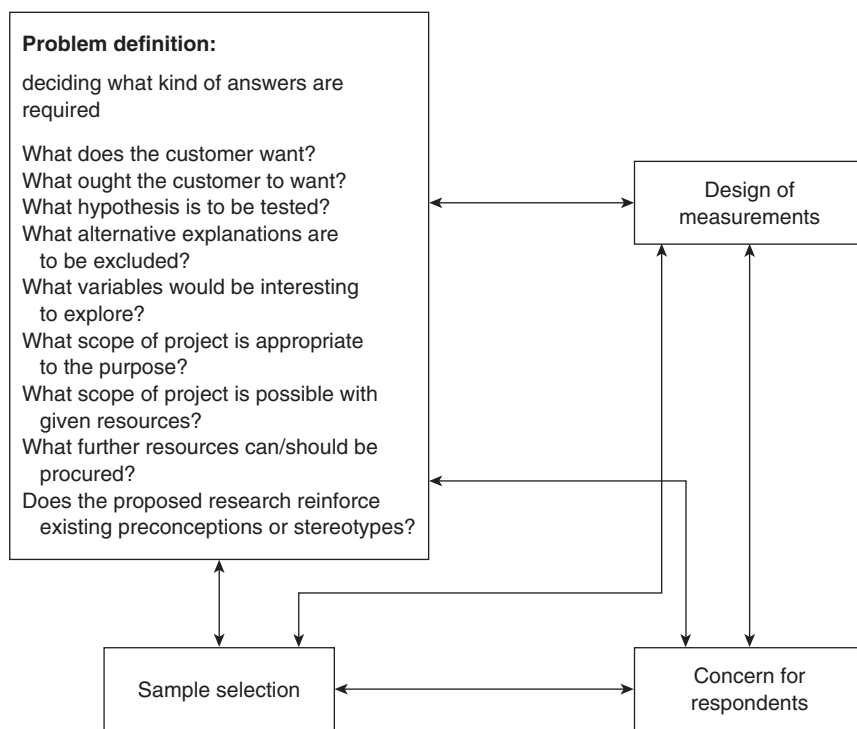 Problem definition:
deciding what kind of answers are
required
What does the customer want?
What ought the customer to want?
What hypothesis is to be tested?
What alternative explanations are
to be excluded?
What variables would be interesting
to explore?
What scope of project is appropriate
to the purpose?
What scope of project is possible with
given resources?
What further resources can/should be
procured?
Does the proposed research reinforce
existing preconceptions or stereotypes?
Design of
measurements
Sample selection
Concern for
respondents